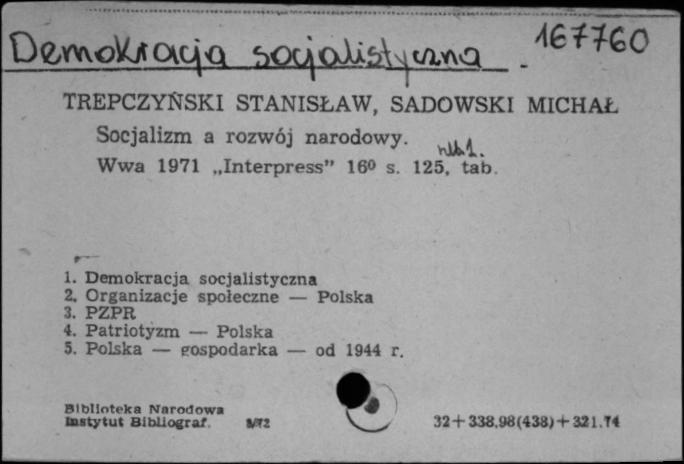 Demokracja socjalistyczna. 167760
TREPCZYŃSKI STANISŁAW, SADOWSKI MICHAŁ
Socjalizm a rozwój narodowy.
nlb 1.
Wwa 1971 „Interpress” 16⁰ s. 125, tab.
1. Demokracja socjalistyczna
2. Organizacje społeczne — Polska
3. PZPR
4. Patriotyzm — Polska
5. Polska — gospodarka — od 1944 r.
Biblioteka Narodowa
Instytut Bibliograf. 32+338.98(438)+321.74